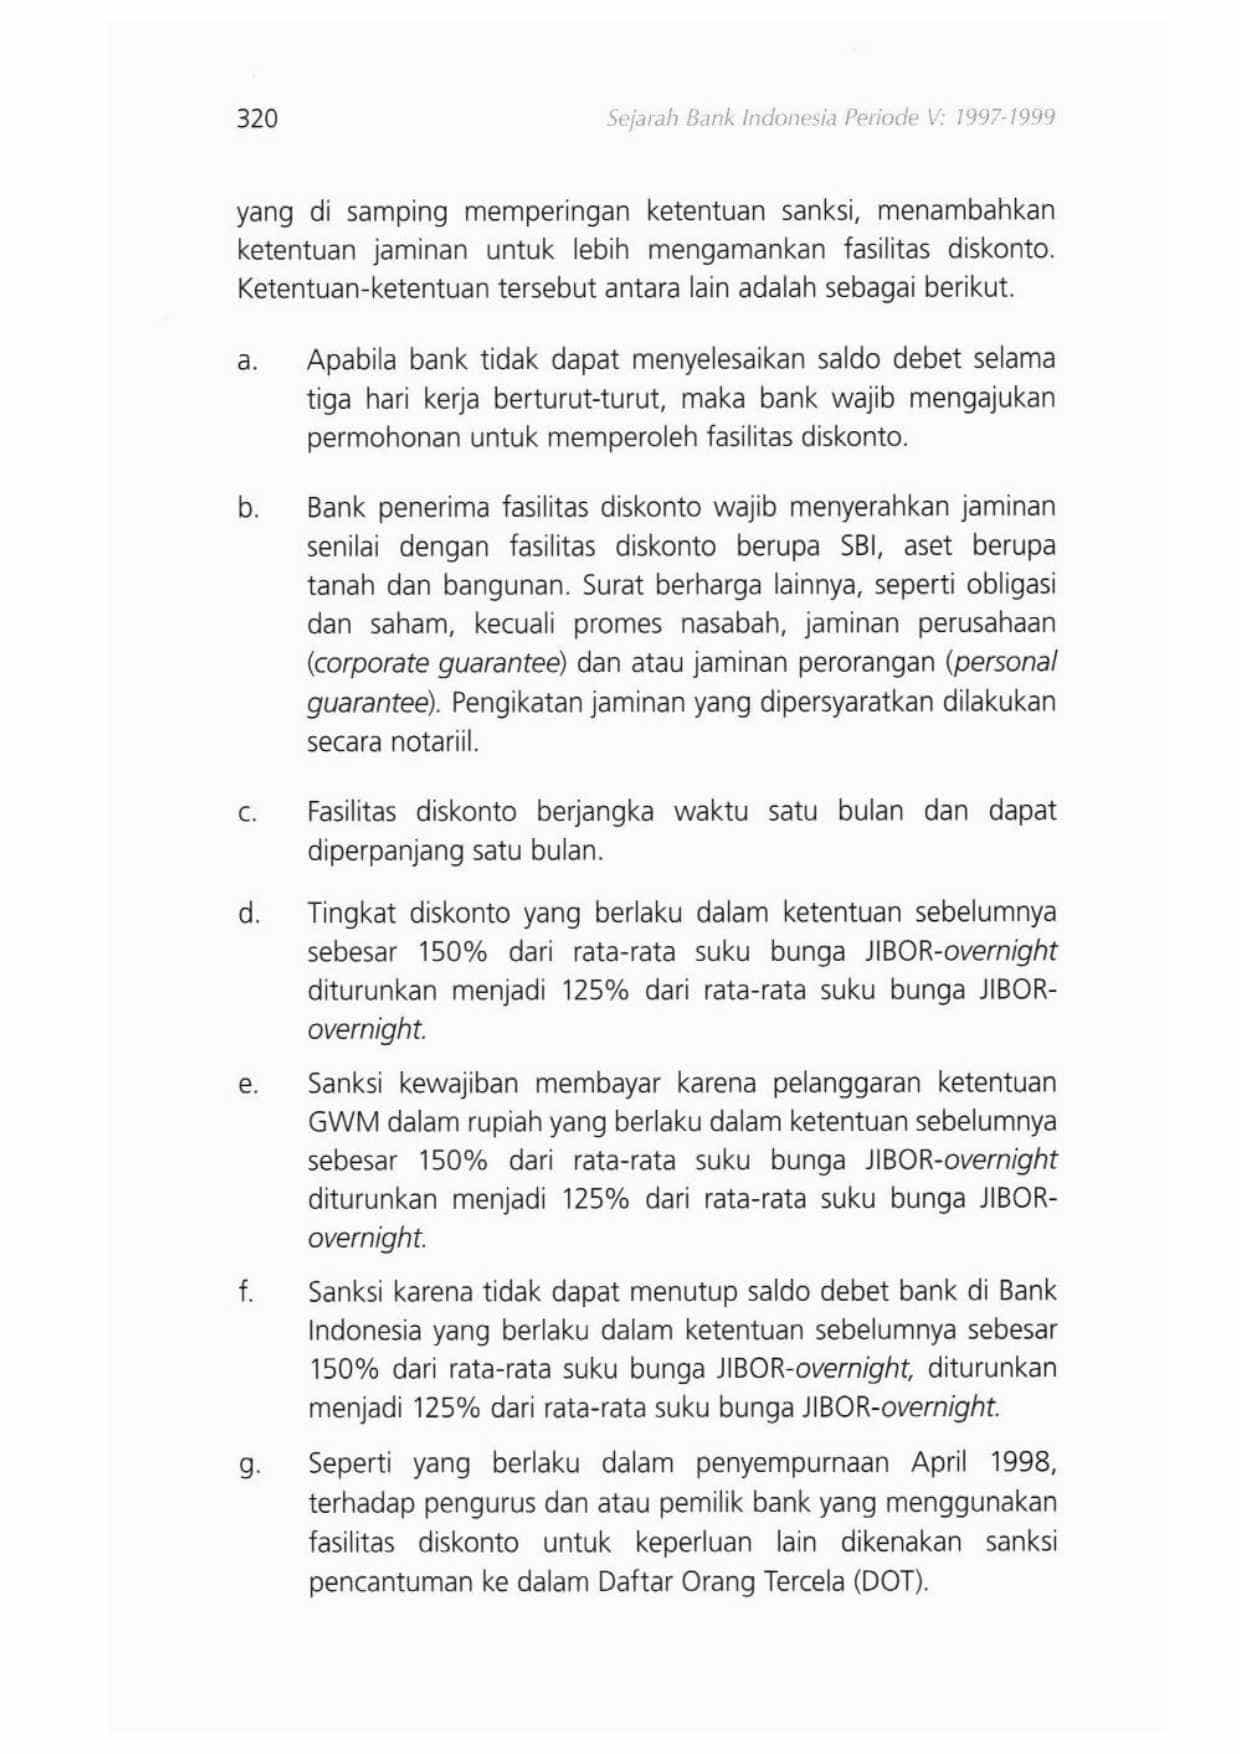 320
Sejarah Bank Indonesia Periode V: 1997-1999
yang di samping memperingan ketentuan sanksi, menambahkan
ketentuan jaminan untuk lebih mengamankan fasilitas diskonto.
Ketentuan-ketentuan tersebut antara lain adalah sebagai berikut.
a. Apabila bank tidak dapat menyelesaikan saldo debet selama
tiga hari kerja berturut-turut, maka bank wajib mengajukan
permohonan untuk memperoleh fasilitas diskonto.
b. Bank penerima fasilitas diskonto wajib menyerahkan jaminan
senilai dengan fasilitas diskonto berupa SBI, aset berupa
tanah dan bangunan. Surat berharga lainnya, seperti obligasi
dan saham, kecuali promes nasabah, jaminan perusahaan
(corporate guarantee) dan atau jaminan perorangan (personal
guarantee). Pengikatan jaminan yang dipersyaratkan dilakukan
secara notariil.
c. Fasilitas diskonto berjangka waktu satu bulan dan dapat
diperpanjang satu bulan.
d. Tingkat diskonto yang berlaku dalam ketentuan sebelumnya
sebesar 150% dari rata-rata suku bunga JIBOR-overnight
diturunkan menjadi 125% dari rata-rata suku bunga JIBOR-
overnight.
e. Sanksi kewajiban membayar karena pelanggaran ketentuan
GWM dalam rupiah yang berlaku dalam ketentuan sebelumnya
sebesar 150% dari rata-rata suku bunga JIBOR-overnight
diturunkan menjadi 125% dari rata-rata suku bunga JIBOR-
overnight.
f. Sanksi karena tidak dapat menutup saldo debet bank di Bank
Indonesia yang berlaku dalam ketentuan sebelumnya sebesar
150% dari rata-rata suku bunga JIBOR-overnight, diturunkan
menjadi 125% dari rata-rata suku bunga JIBOR-overnight.
g. Seperti yang berlaku dalam penyempurnaan April 1998,
terhadap pengurus dan atau pemilik bank yang menggunakan
fasilitas diskonto untuk keperluan lain dikenakan sanksi
pencantuman ke dalam Daftar Orang Tercela (DOT).